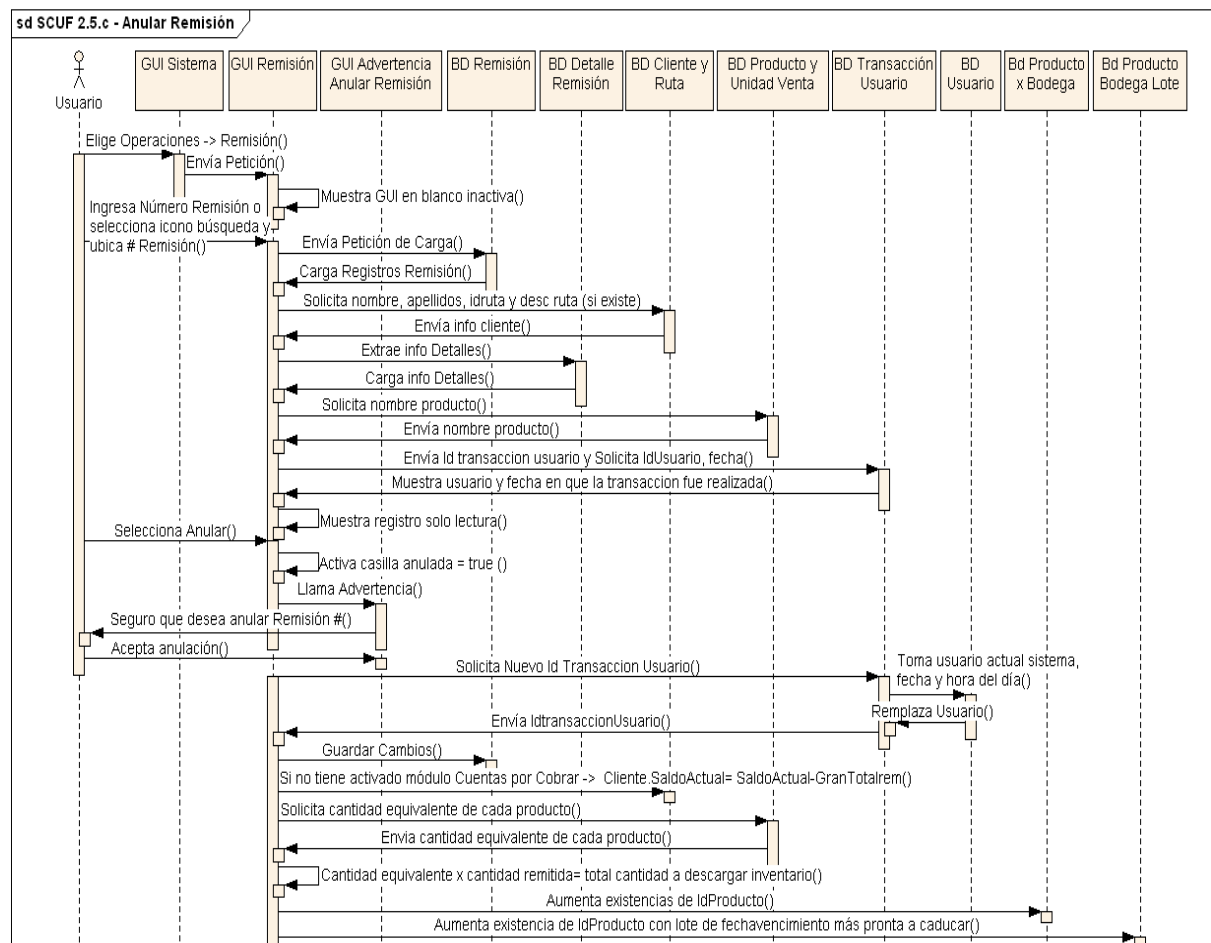 sd SCUF 2.5.c - Anular Remisión
Usuario
GUI Sistema
GUI Remisión
GUI Advertencia
Anular Remisión
BD Remisión
BD Detalle
Remisión
BD Cliente y
Ruta
BD Producto y
Unidad Venta
BD Transacción
Usuario
BD
Usuario
Bd Producto
x Bodega
Bd Producto
Bodega Lote
Elige Operaciones -> Remisión()
Envía Petición()
Muestra GUI en blanco inactiva()
Ingresa Número Remisión o
selecciona icono búsqueda y
ubica # Remisión()
Envía Petición de Carga()
Carga Registros Remisión()
Solicita nombre, apellidos, idruta y desc ruta (si existe)
Envía info cliente()
Extrae info Detalles()
Carga info Detalles()
Solicita nombre producto()
Envía nombre producto()
Envía Id transaccion usuario y Solicita IdUsuario, fecha()
Muestra usuario y fecha en que la transaccion fue realizada()
Muestra registro solo lectura()
Selecciona Anular()
Activa casilla anulada = true ()
Llama Advertencia()
Seguro que desea anular Remisión #()
Acepta anulación()
Solicita Nuevo Id Transaccion Usuario()
Toma usuario actual sistema,
fecha y hora del día()
Remplaza Usuario()
Envía IdtransaccionUsuario()
Guardar Cambios()
Si no tiene activado módulo Cuentas por Cobrar -> Cliente.SaldoActual= SaldoActual-GranTotalrem()
Solicita cantidad equivalente de cada producto()
Envia cantidad equivalente de cada producto()
Cantidad equivalente x cantidad remitida= total cantidad a descargar inventario()
Aumenta existencias de IdProducto()
Aumenta existencia de IdProducto con lote de fechavencimiento más pronta a caducar()